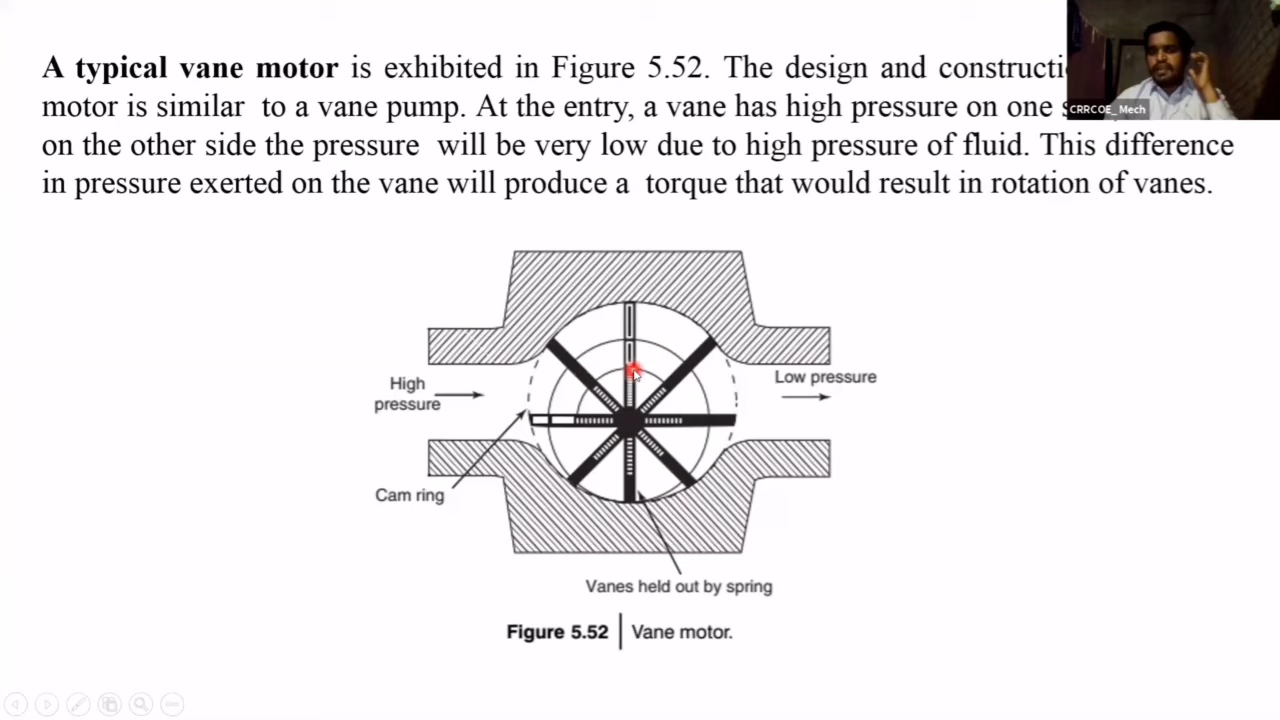 A typical vane motor is exhibited in Figure 5.52. The design and constructi
motor is similar to a vane pump. At the entry, a vane has high pressure on one
CRRCOE_ Mech
on the other side the pressure will be very low due to high pressure of fluid. This difference
in pressure exerted on the vane will produce a torque that would result in rotation of vanes.
High
pressure
Low pressure
Cam ring
Vanes held out by spring
Figure 5.52 Vane motor.